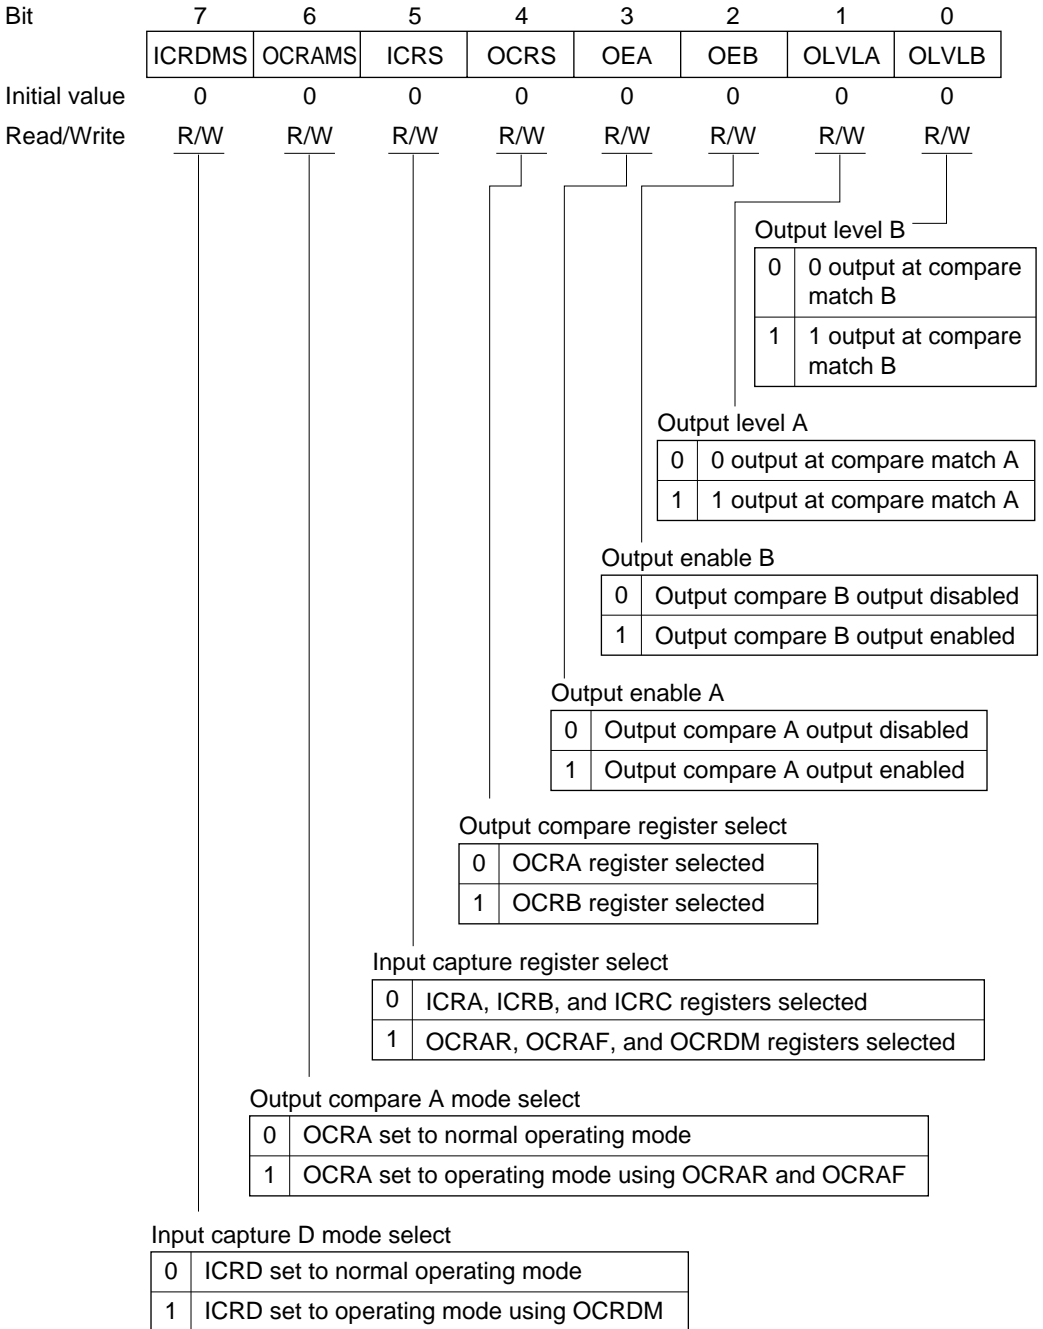 Bit 7 6 5 4 3 2 1 0
ICRDMS OCRAMS ICRS OCRS OEA OEB OLVLA OLVLB
Initial value 0 0 0 0 0 0 0 0
Read/Write R/W R/W R/W R/W R/W R/W R/W R/W
Output level B
0 0 output at compare
match B
1 1 output at compare
match B
Output level A
0 0 output at compare match A
1 1 output at compare match A
Output enable B
0 Output compare B output disabled
1 Output compare B output enabled
Output enable A
0 Output compare A output disabled
1 Output compare A output enabled
Output compare register select
0 OCRA register selected
1 OCRB register selected
Input capture register select
0 ICRA, ICRB, and ICRC registers selected
1 OCRAR, OCRAF, and OCRDM registers selected
Output compare A mode select
0 OCRA set to normal operating mode
1 OCRA set to operating mode using OCRAR and OCRAF
Input capture D mode select
0 ICRD set to normal operating mode
1 ICRD set to operating mode using OCRDM